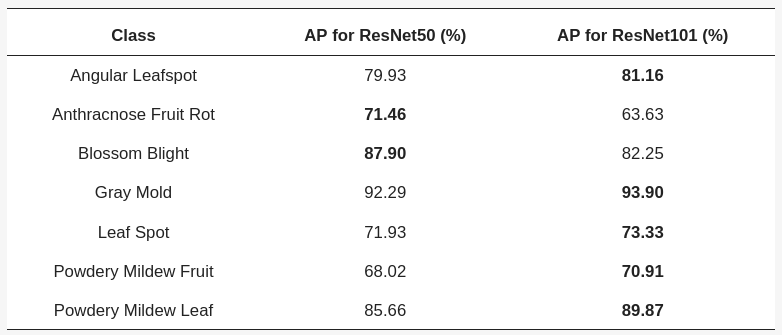 Class AP for ResNet50 (%) AP for ResNet101 (%)
Angular Leafspot 79.93 81.16
Anthracnose Fruit Rot 71.46 63.63
Blossom Blight 87.90 82.25
Gray Mold 92.29 93.90
Leaf Spot 71.93 73.33
Powdery Mildew Fruit 68.02 70.91
Powdery Mildew Leaf 85.66 89.87